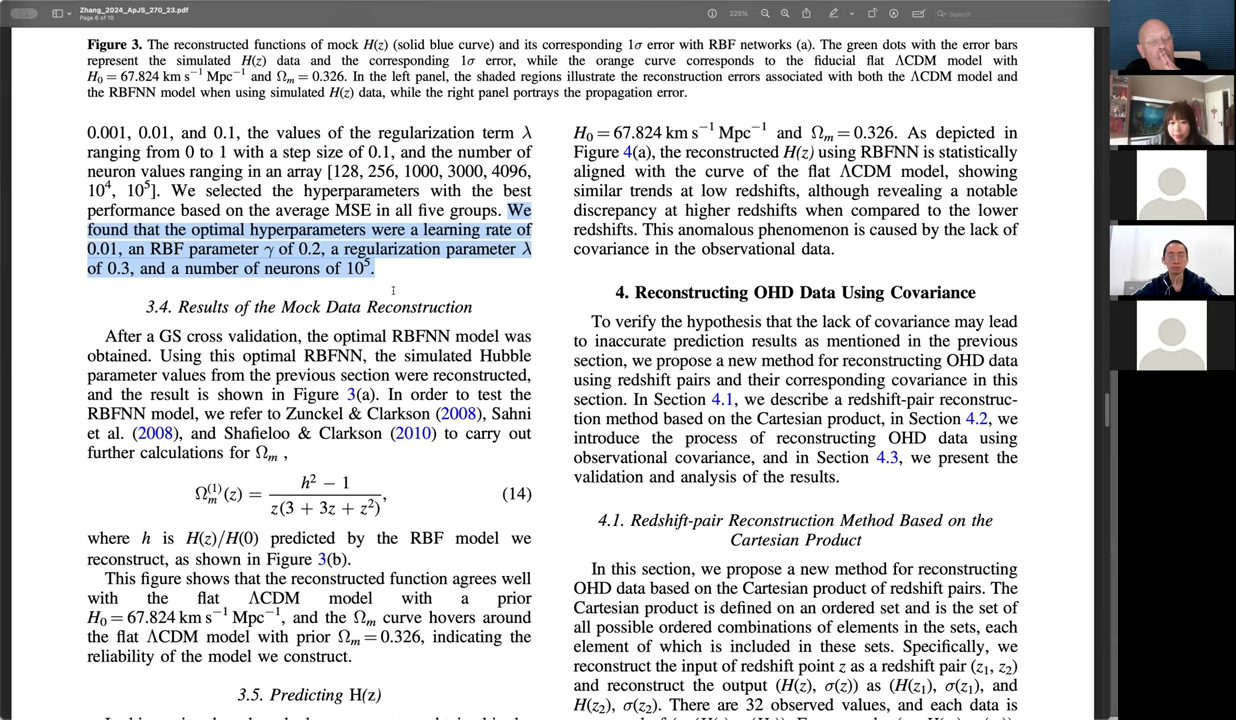 Zhang_2024_ApJS_270_23.pdf
Page 6 of 10
225%
Search
Figure 3. The reconstructed functions of mock H(z) (solid blue curve) and its corresponding 1σ error with RBF networks (a). The green dots with the error bars
represent the simulated H(z) data and the corresponding 1σ error, while the orange curve corresponds to the fiducial flat ΛCDM model with
H₀ = 67.824 km s⁻¹ Mpc⁻¹ and Ωₘ = 0.326. In the left panel, the shaded regions illustrate the reconstruction errors associated with both the ΛCDM model and
the RBFNN model when using simulated H(z) data, while the right panel portrays the propagation error.
0.001, 0.01, and 0.1, the values of the regularization term λ
ranging from 0 to 1 with a step size of 0.1, and the number of
neuron values ranging in an array [128, 256, 1000, 3000, 4096,
10⁴, 10⁵]. We selected the hyperparameters with the best
performance based on the average MSE in all five groups. We
found that the optimal hyperparameters were a learning rate of
0.01, an RBF parameter γ of 0.2, a regularization parameter λ
of 0.3, and a number of neurons of 10⁵.
3.4. Results of the Mock Data Reconstruction
After a GS cross validation, the optimal RBFNN model was
obtained. Using this optimal RBFNN, the simulated Hubble
parameter values from the previous section were reconstructed,
and the result is shown in Figure 3(a). In order to test the
RBFNN model, we refer to Zunckel & Clarkson (2008), Sahni
et al. (2008), and Shafieloo & Clarkson (2010) to carry out
further calculations for Ωₘ ,
Ωₘ⁽¹⁾(z) = (h² − 1) / (z(3 + 3z + z²)), (14)
where h is H(z)/H(0) predicted by the RBF model we
reconstruct, as shown in Figure 3(b).
This figure shows that the reconstructed function agrees well
with the flat ΛCDM model with a prior
H₀ = 67.824 km s⁻¹ Mpc⁻¹, and the Ωₘ curve hovers around
the flat ΛCDM model with prior Ωₘ = 0.326, indicating the
reliability of the model we construct.
3.5. Predicting H(z)
H₀ = 67.824 km s⁻¹ Mpc⁻¹ and Ωₘ = 0.326. As depicted in
Figure 4(a), the reconstructed H(z) using RBFNN is statistically
aligned with the curve of the flat ΛCDM model, showing
similar trends at low redshifts, although revealing a notable
discrepancy at higher redshifts when compared to the lower
redshifts. This anomalous phenomenon is caused by the lack of
covariance in the observational data.
4. Reconstructing OHD Data Using Covariance
To verify the hypothesis that the lack of covariance may lead
to inaccurate prediction results as mentioned in the previous
section, we propose a new method for reconstructing OHD data
using redshift pairs and their corresponding covariance in this
section. In Section 4.1, we describe a redshift-pair reconstruc-
tion method based on the Cartesian product, in Section 4.2, we
introduce the process of reconstructing OHD data using
observational covariance, and in Section 4.3, we present the
validation and analysis of the results.
4.1. Redshift-pair Reconstruction Method Based on the
Cartesian Product
In this section, we propose a new method for reconstructing
OHD data based on the Cartesian product of redshift pairs. The
Cartesian product is defined on an ordered set and is the set of
all possible ordered combinations of elements in the sets, each
element of which is included in these sets. Specifically, we
reconstruct the input of redshift point z as a redshift pair (z₁, z₂)
and reconstruct the output (H(z), σ(z)) as (H(z₁), σ(z₁), and
H(z₂), σ(z₂). There are 32 observed values, and each data is